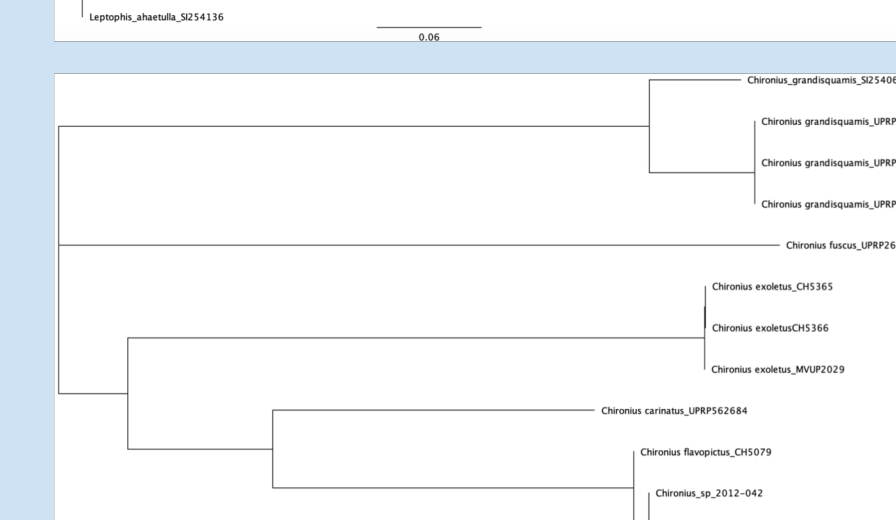 Leptophis_ahaetulla_SI254136
0.06
Chironius_grandisquamis_SI25406
Chironius grandisquamis_UPRP
Chironius grandisquamis_UPRP
Chironius grandisquamis_UPRP
Chironius fuscus_UPRP26
Chironius exoletus_CH5365
Chironius exoletusCH5366
Chironius exoletus_MVUP2029
Chironius carinatus_UPRP562684
Chironius flavopictus_CH5079
Chironius_sp_2012-042